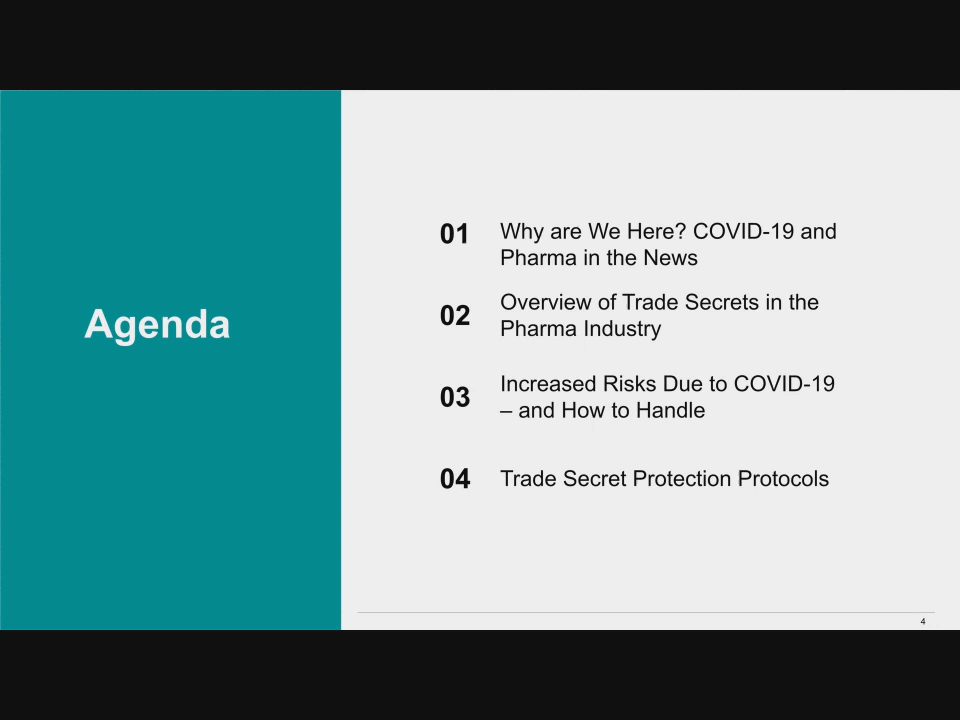 Agenda
01 Why are We Here? COVID-19 and
Pharma in the News
02 Overview of Trade Secrets in the
Pharma Industry
03 Increased Risks Due to COVID-19
– and How to Handle
04 Trade Secret Protection Protocols
4